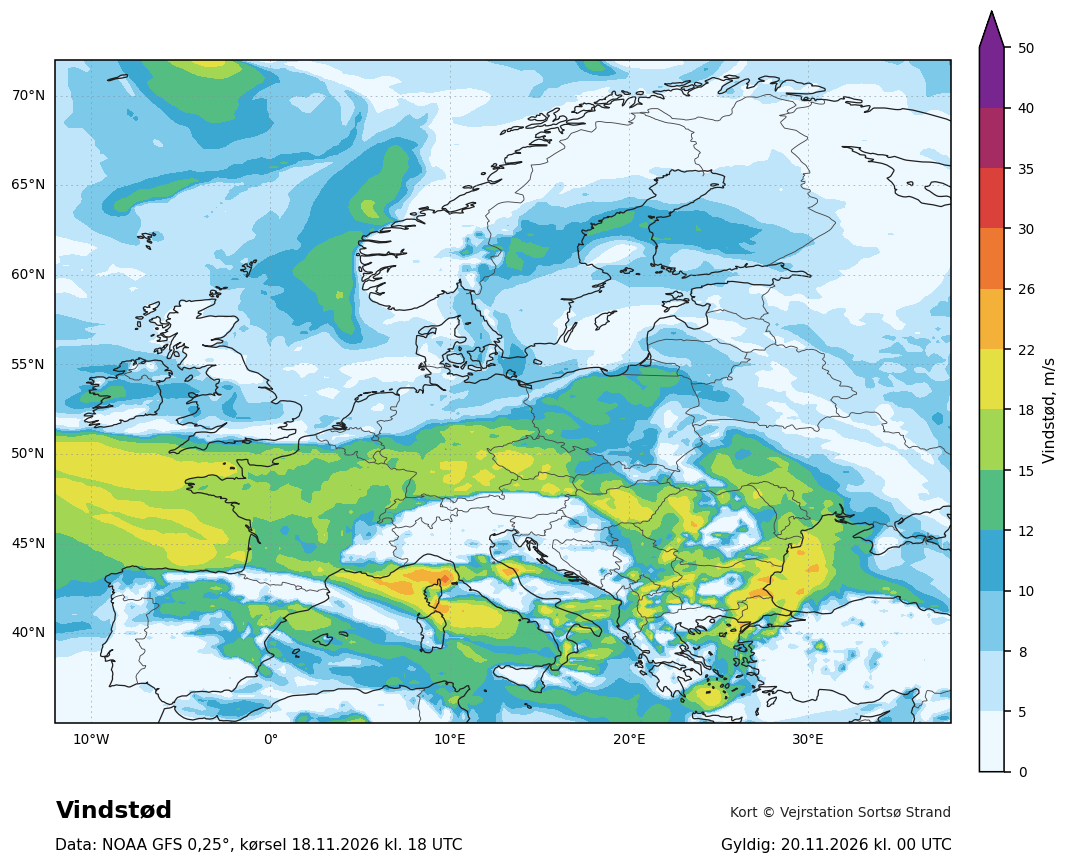 50
40
35
30
26
22
18
15
12
10
8
5
0
Vindstød, m/s
70°N
65°N
60°N
55°N
50°N
45°N
40°N
10°W
0°
10°E
20°E
30°E
Vindstød
Kort © Vejrstation Sortsø Strand
Data: NOAA GFS 0,25°, kørsel 18.11.2026 kl. 18 UTC
Gyldig: 20.11.2026 kl. 00 UTC